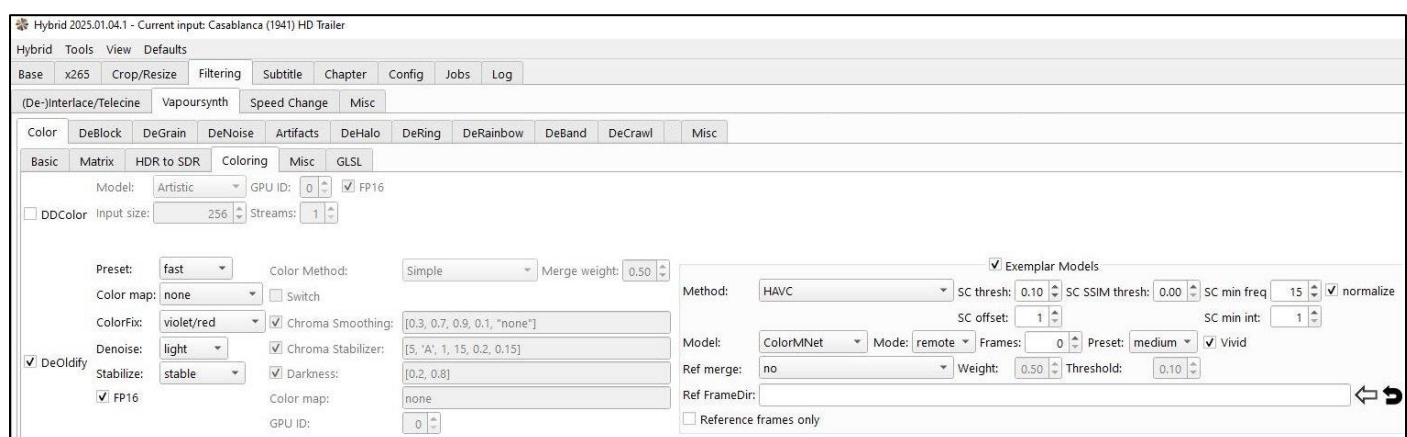 Hybrid 2025.01.04.1 - Current input: Casablanca (1941) HD Trailer
Hybrid Tools View Defaults
Base x265 Crop/Resize Filtering Subtitle Chapter Config Jobs Log
(De-)Interlace/Telecine Vapoursynth Speed Change Misc
Color DeBlock DeGrain DeNoise Artifacts DeHalo DeRing DeRainbow DeBand DeCrawl Misc
Basic Matrix HDR to SDR Coloring Misc GLSL
Model: Artistic GPU ID: 0 FP16
DDColor Input size: 256 Streams: 1
Exemplar Models
Preset: fast Color Method: Simple Merge weight: 0.50
Method: HAVC SC thresh: 0.10 SC SSIM thresh: 0.00 SC min freq 15 normalize
Color map: none Switch
SC offset: 1 SC min int: 1
ColorFix: violet/red Chroma Smoothing: [0.3, 0.7, 0.9, 0.1, "none"]
Model: ColorMNet Mode: remote Frames: 0 Preset: medium Vivid
Denoise: light Chroma Stabilizer: [5, 'A', 1, 15, 0.2, 0.15]
DeOldify
Stabilize: stable Darkness: [0.2, 0.8]
Ref merge: no Weight: 0.50 Threshold: 0.10
FP16 Color map: none
Ref FrameDir:
GPU ID: 0
Reference frames only